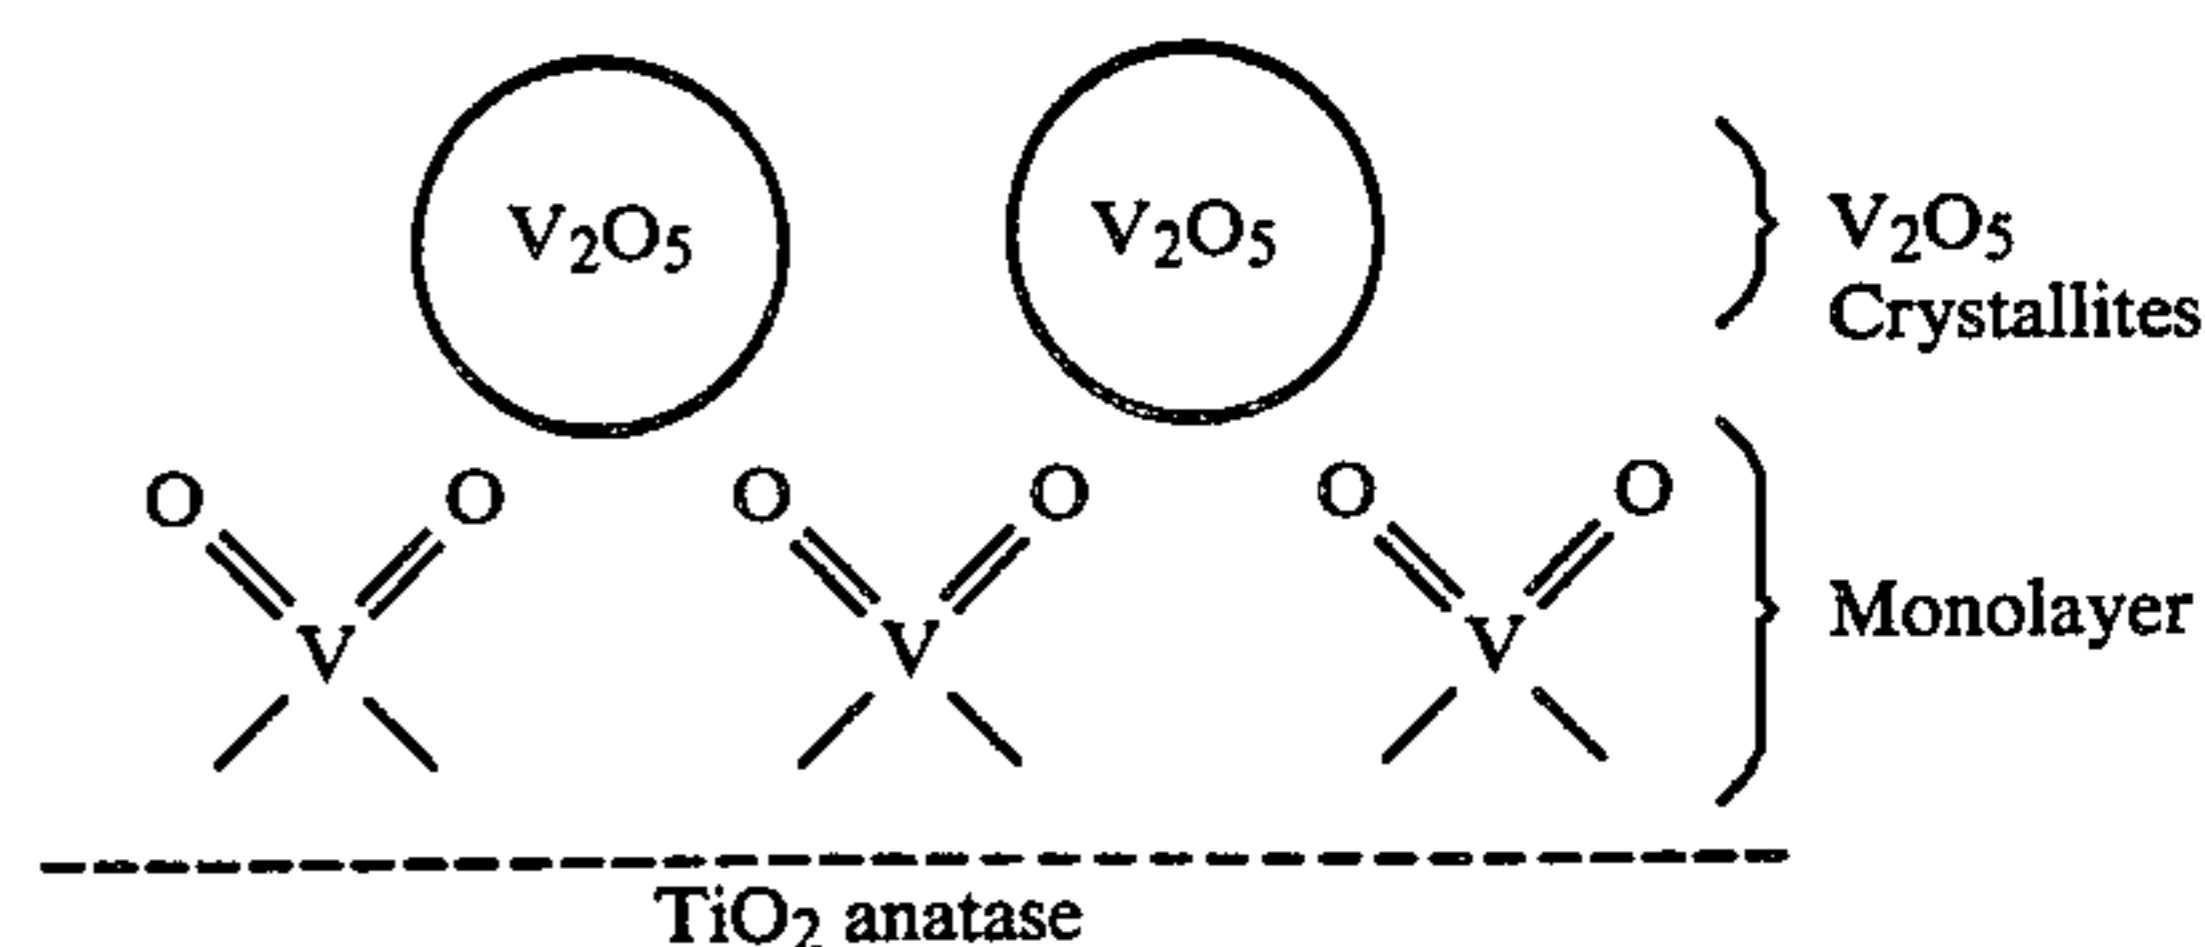 V₂O₅ V₂O₅ V₂O₅
Crystallites
O O O O O O
V V V Monolayer
TiO₂ anatase